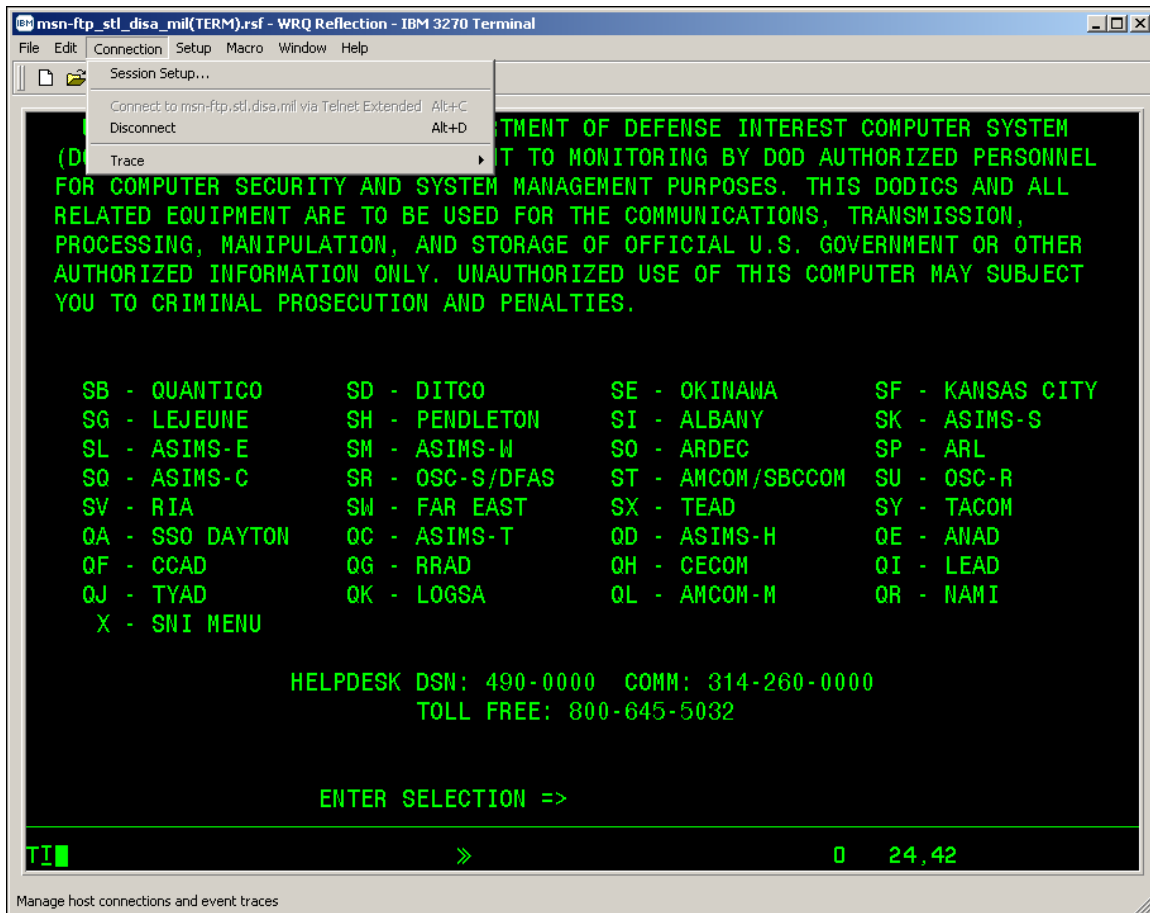 msn-ftp_stl_disa_mil(TERM).rsf - WRQ Reflection - IBM 3270 Terminal
File Edit Connection Setup Macro Window Help
Session Setup...
Connect to msn-ftp.stl.disa.mil via Telnet Extended Alt+C
Disconnect Alt+D
Trace
TMENT OF DEFENSE INTEREST COMPUTER SYSTEM
(DO T TO MONITORING BY DOD AUTHORIZED PERSONNEL
FOR COMPUTER SECURITY AND SYSTEM MANAGEMENT PURPOSES. THIS DODICS AND ALL
RELATED EQUIPMENT ARE TO BE USED FOR THE COMMUNICATIONS, TRANSMISSION,
PROCESSING, MANIPULATION, AND STORAGE OF OFFICIAL U.S. GOVERNMENT OR OTHER
AUTHORIZED INFORMATION ONLY. UNAUTHORIZED USE OF THIS COMPUTER MAY SUBJECT
YOU TO CRIMINAL PROSECUTION AND PENALTIES.
SB - QUANTICO SD - DITCO SE - OKINAWA SF - KANSAS CITY
SG - LEJEUNE SH - PENDLETON SI - ALBANY SK - ASIMS-S
SL - ASIMS-E SM - ASIMS-W SO - ARDEC SP - ARL
SQ - ASIMS-C SR - OSC-S/DFAS ST - AMCOM/SBCCOM SU - OSC-R
SV - RIA SW - FAR EAST SX - TEAD SY - TACOM
QA - SSO DAYTON QC - ASIMS-T QD - ASIMS-H QE - ANAD
QF - CCAD QG - RRAD QH - CECOM QI - LEAD
QJ - TYAD QK - LOGSA QL - AMCOM-M QR - NAMI
X - SNI MENU
HELPDESK DSN: 490-0000 COMM: 314-260-0000
TOLL FREE: 800-645-5032
ENTER SELECTION =>
TI » 0 24,42
Manage host connections and event traces